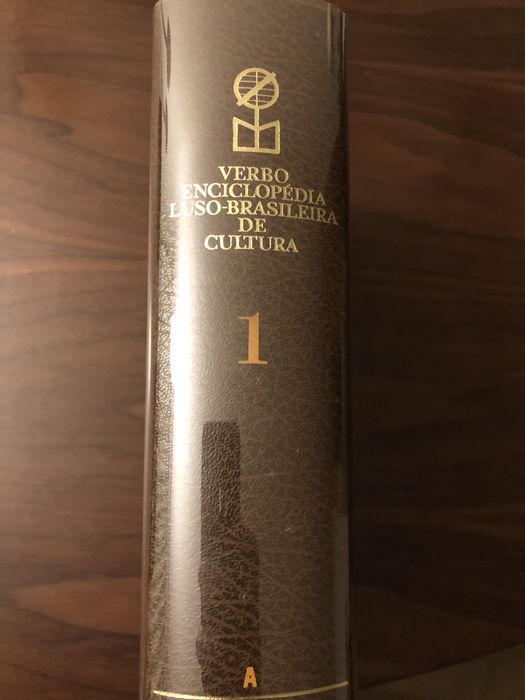 VERBO
ENCICLOPÉDIA
LUSO-BRASILEIRA
DE
CULTURA
1
A